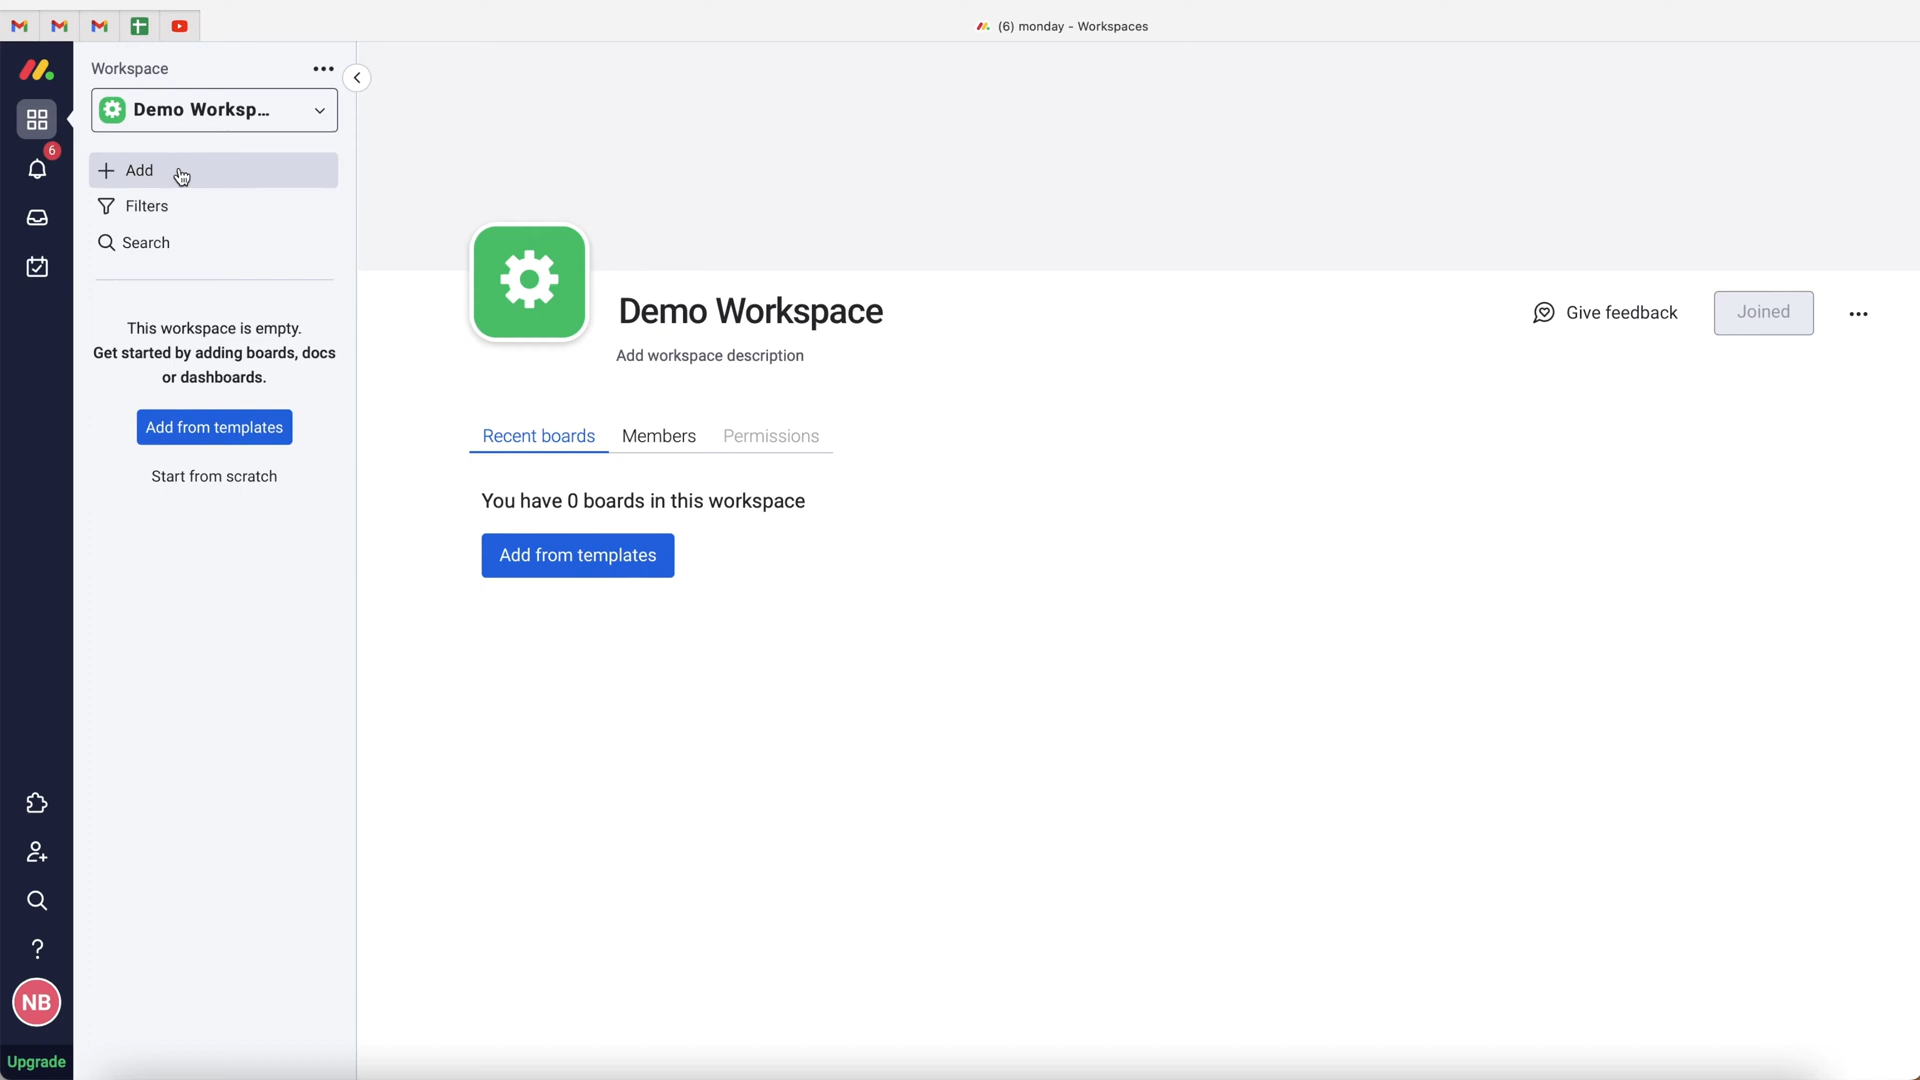 (6) monday - Workspaces
Workspace
Demo Worksp...
6
Add
Filters
Search
This workspace is empty.
Get started by adding boards, docs
or dashboards.
Add from templates
Start from scratch
Demo Workspace
Add workspace description
Give feedback
Joined
Recent boards
Members
Permissions
You have 0 boards in this workspace
Add from templates
NB
Upgrade